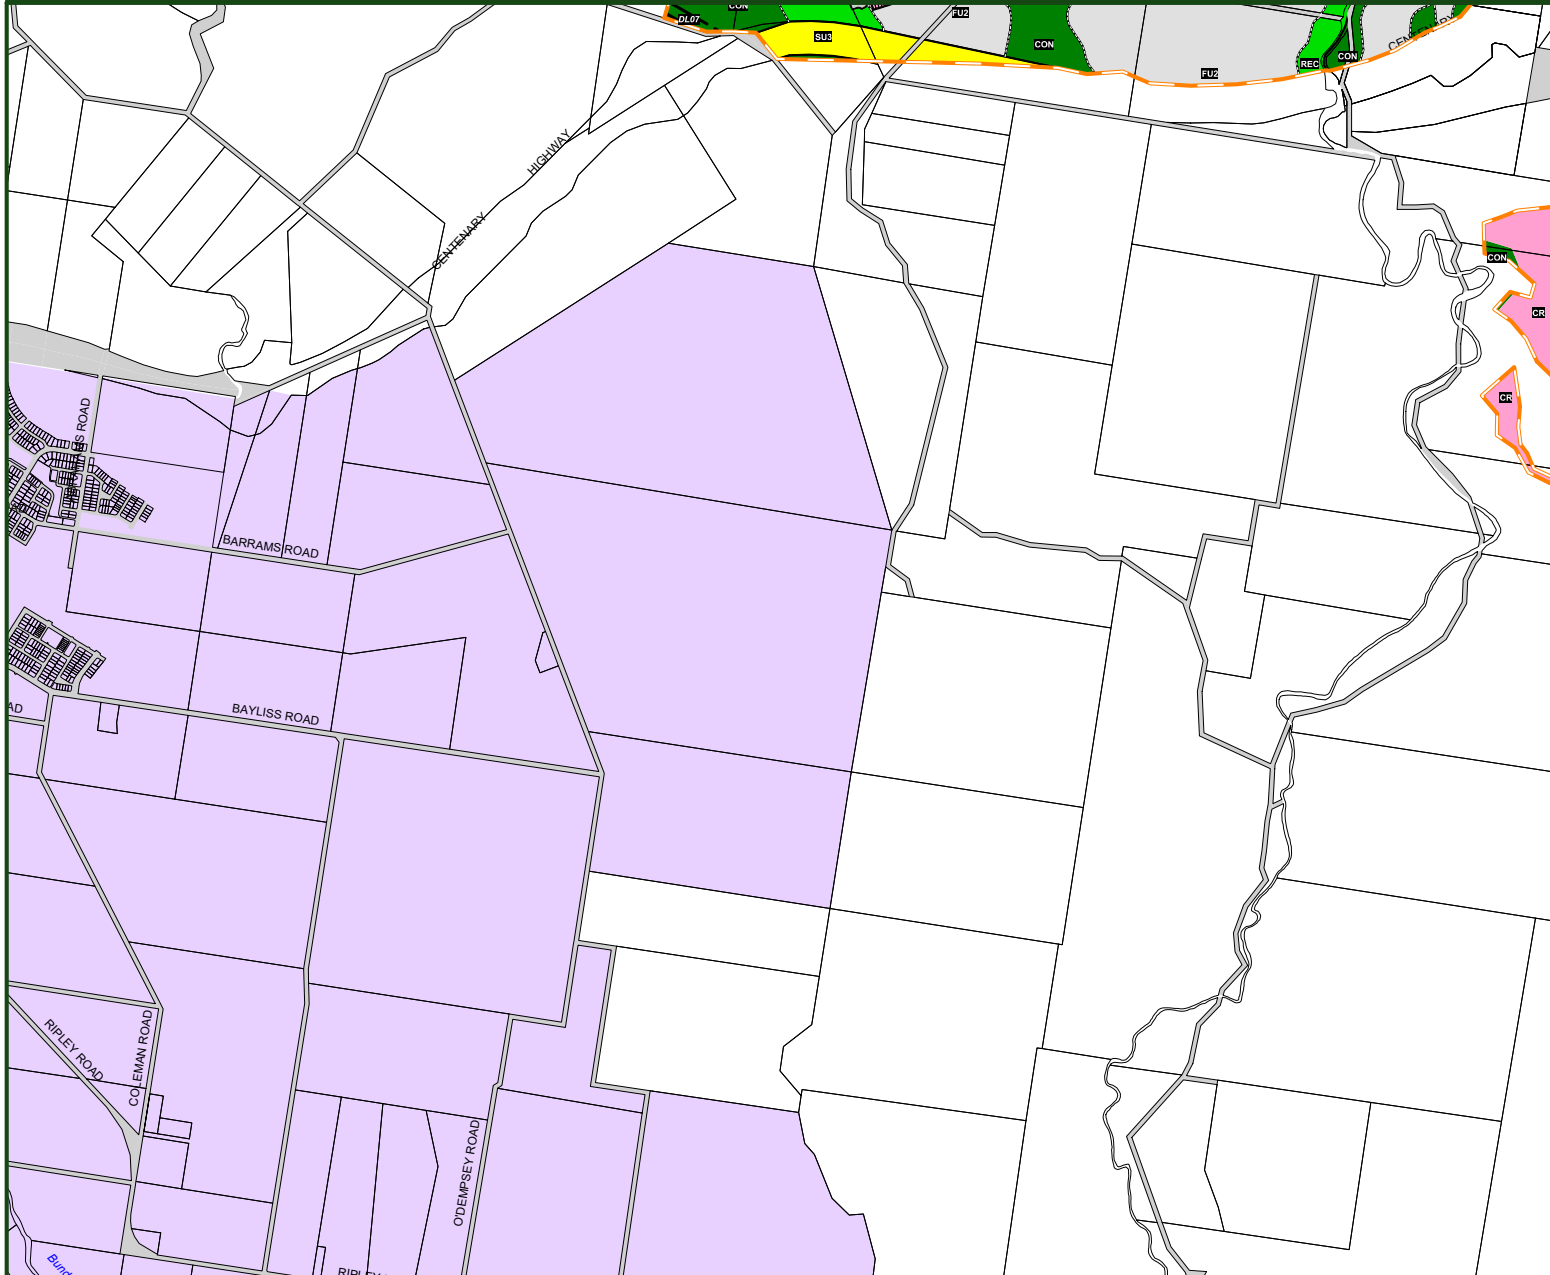 CON
DL07
SU3
FU2
CON
FU2
REC
CON
CENTENARY
HIGHWAY
CENTENARY
CON
CR
CR
BARRAMS ROAD
BAYLISS ROAD
AD
RIPLEY ROAD
COLEMAN ROAD
O'DEMPSEY ROAD